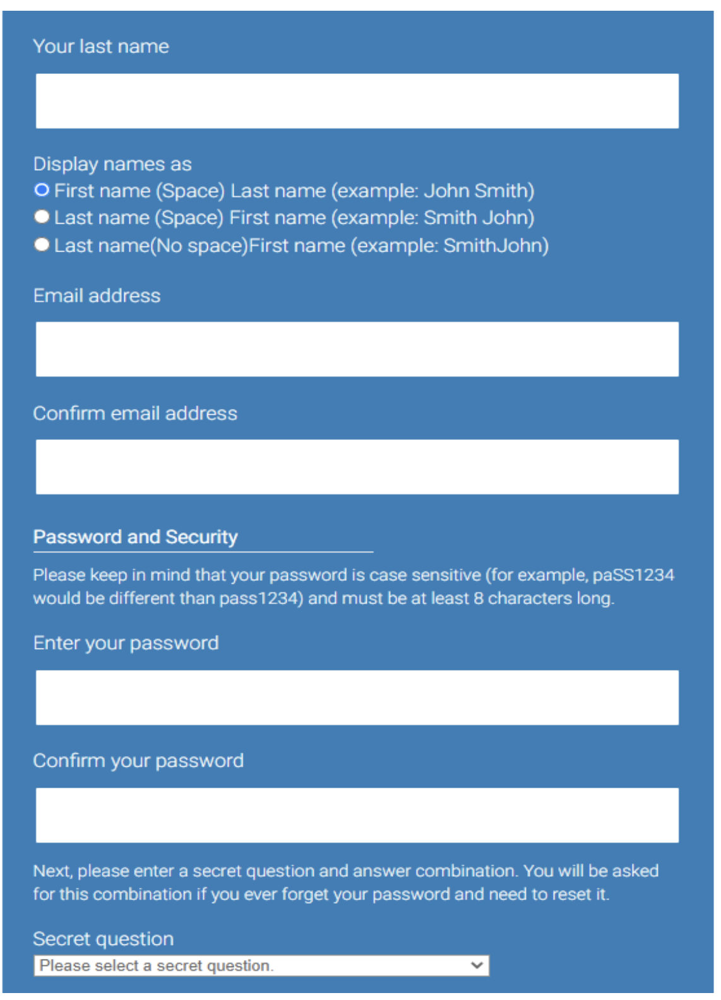 Your last name
Display names as
First name (Space) Last name (example: John Smith)
Last name (Space) First name (example: Smith John)
Last name(No space)First name (example: SmithJohn)
Email address
Confirm email address
Password and Security
Please keep in mind that your password is case sensitive (for example, paSS1234
would be different than pass1234) and must be at least 8 characters long.
Enter your password
Confirm your password
Next, please enter a secret question and answer combination. You will be asked
for this combination if you ever forget your password and need to reset it.
Secret question
Please select a secret question.